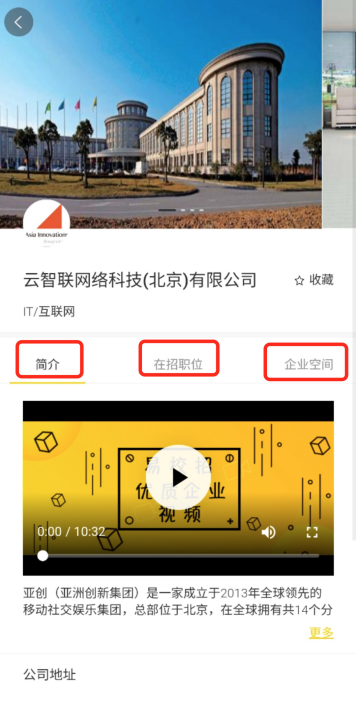 Asia Innovations
云智联网络科技(北京)有限公司
收藏
IT/互联网
简介
在招职位
企业空间
易校招
优质企业
视频
0:00 / 10:32
亚创（亚洲创新集团）是一家成立于2013年全球领先的
移动社交娱乐集团，总部位于北京，在全球拥有共14个分
更多
公司地址